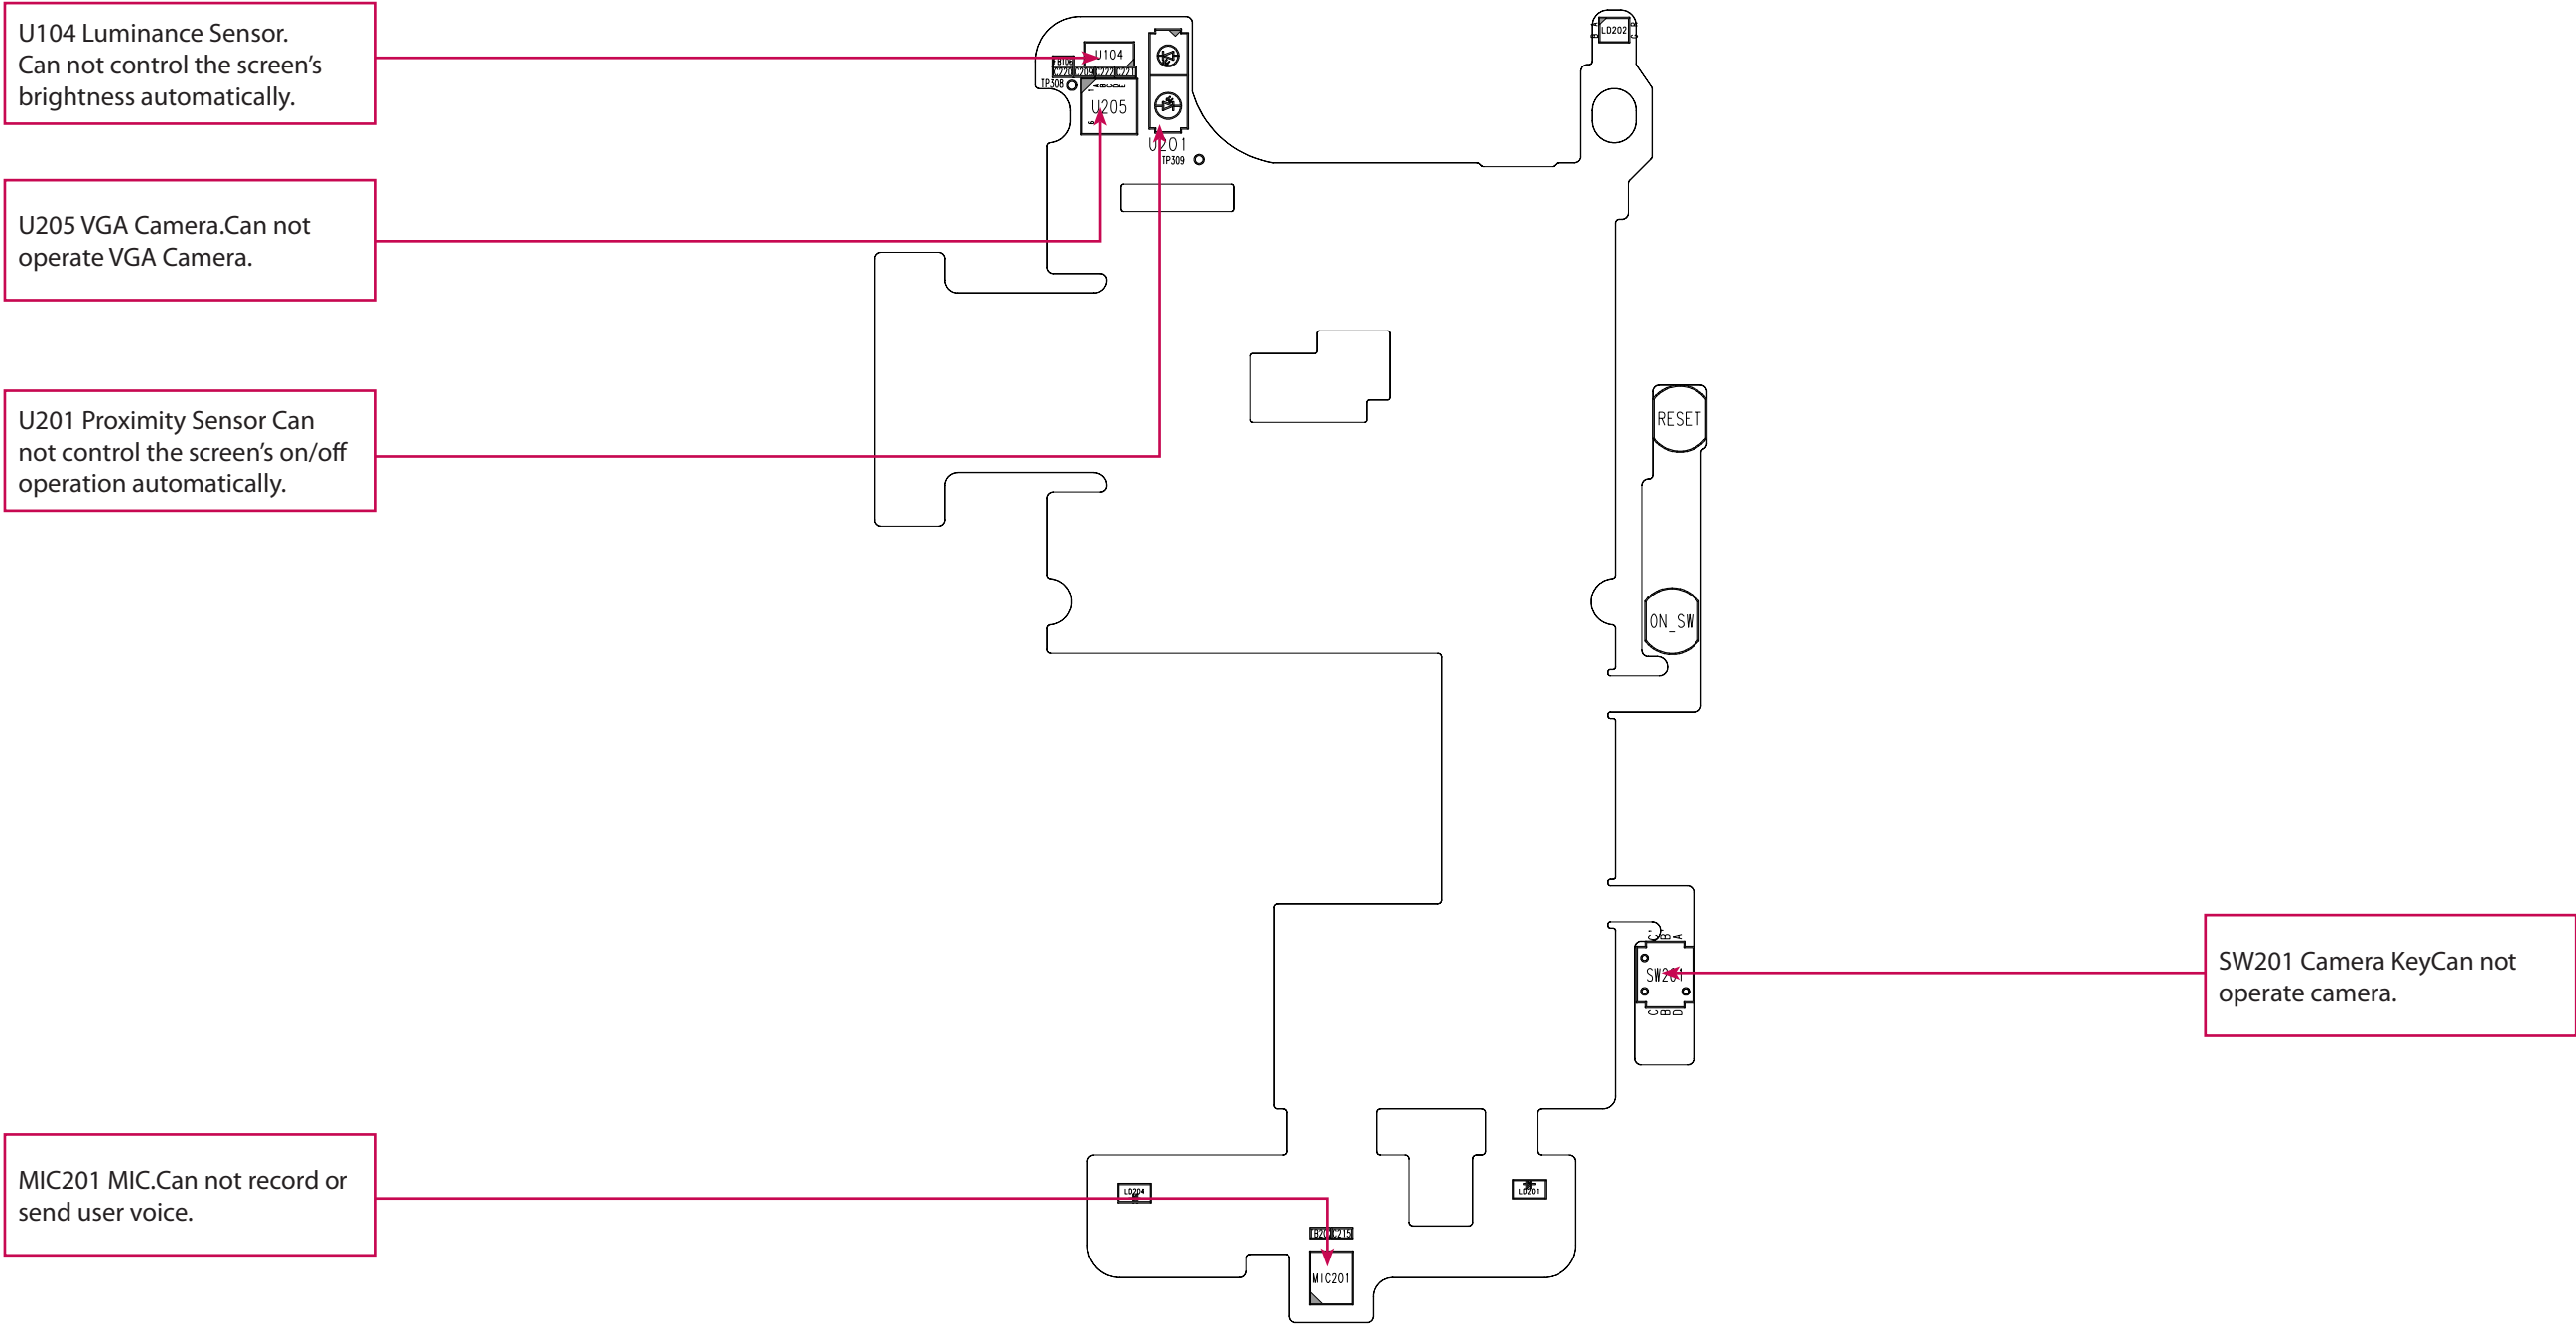 U104 Luminance Sensor.
Can not control the screen's
brightness automatically.
U205 VGA Camera.Can not
operate VGA Camera.
U201 Proximity Sensor Can
not control the screen's on/off
operation automatically.
MIC201 MIC.Can not record or
send user voice.
SW201 Camera KeyCan not
operate camera.
U104
TP308
U205
U201
TP309
LD202
RESET
ON_SW
C' B' A
SW201
C B D
LD204
LD201
C215
MIC201